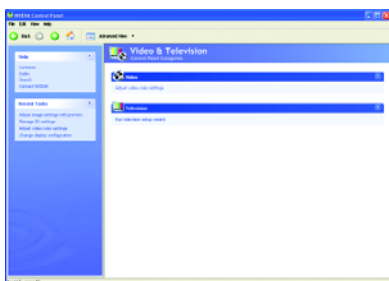 NVIDIA Control Panel
File Edit View Help
Back
Advanced View
Video & Television
Control Panel Categories
Help
Contents
Index
Search
Contact NVIDIA
Recent Tasks
Adjust image settings with preview
Manage 3D settings
Adjust video color settings
Change display configuration
Video
Adjust video color settings
Television
Run television setup wizard